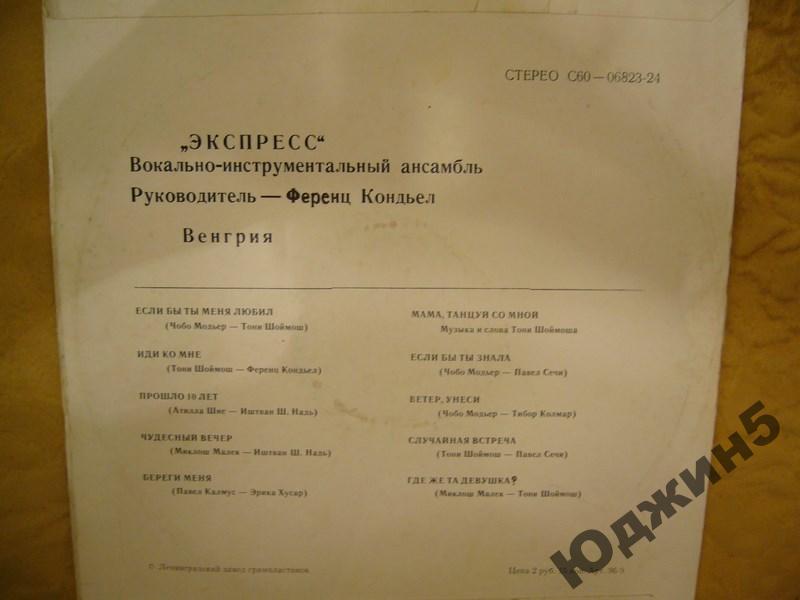 СТЕРЕО С60—06823-24
„ЭКСПРЕСС“
Вокально-инструментальный ансамбль
Руководитель — Ференц Кондьел
Венгрия
ЕСЛИ БЫ ТЫ МЕНЯ ЛЮБИЛ
(Чобо Модьер — Тони Шоймош)
ИДИ КО МНЕ
(Тони Шоймош — Ференц Кондьел)
ПРОШЛО 10 ЛЕТ
(Атилла Шис — Иштван Ш. Надь)
ЧУДЕСНЫЙ ВЕЧЕР
(Миклош Малек — Иштван Ш. Надь)
БЕРЕГИ МЕНЯ
(Павел Калмус — Эрика Хусар)
МАМА, ТАНЦУЙ СО МНОЙ
Музыка и слова Тони Шоймоша
ЕСЛИ БЫ ТЫ ЗНАЛА
(Чобо Модьер — Павел Сечи)
ВЕТЕР, УНЕСИ
(Чобо Модьер — Тибор Колмар)
СЛУЧАЙНАЯ ВСТРЕЧА
(Тони Шоймош — Павел Сечи)
ГДЕ ЖЕ ТА ДЕВУШКА?
(Миклош Малек — Тони Шоймош)
© Ленинградский завод грампластинок
Цена 2 руб.
ЮДЖИН5